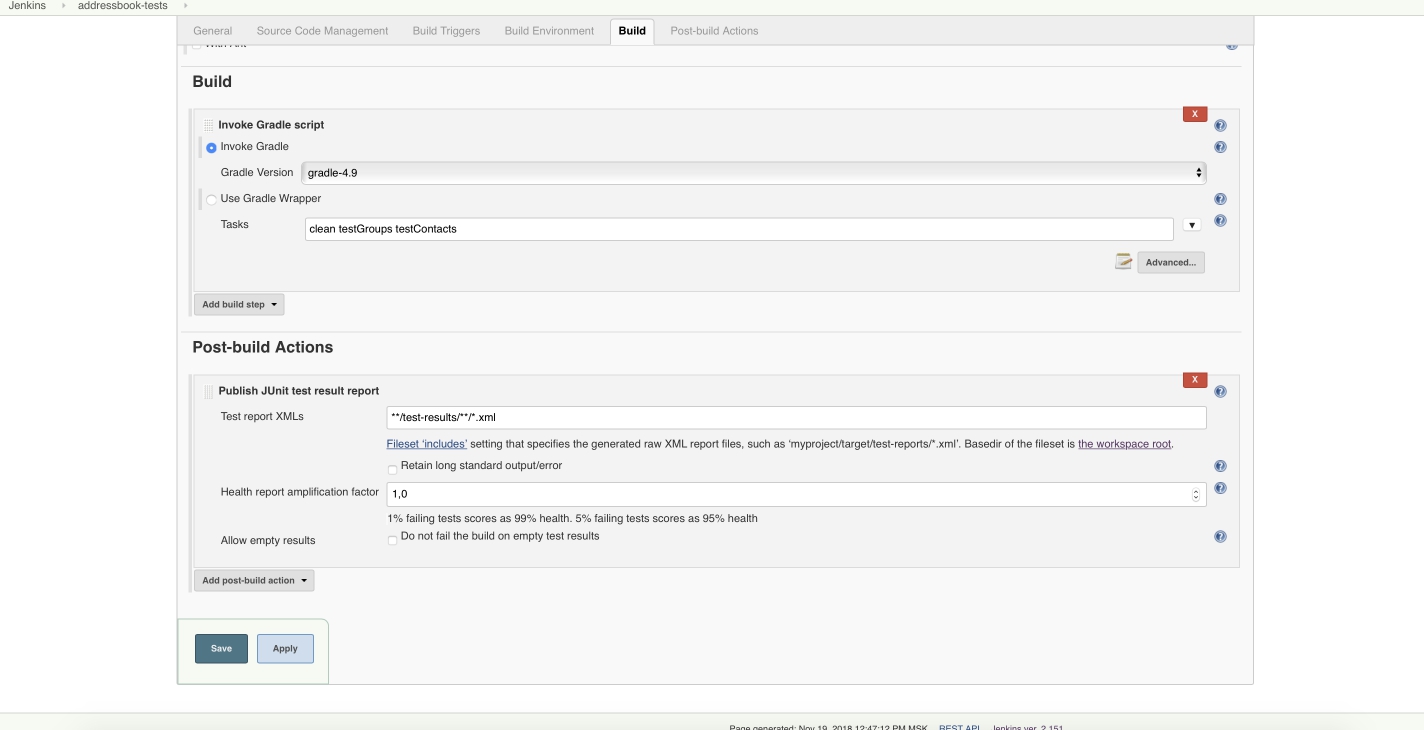 Jenkins addressbook-tests
General Source Code Management Build Triggers Build Environment Build Post-build Actions
With Ant
Build
X
Invoke Gradle script
Invoke Gradle
Gradle Version gradle-4.9
Use Gradle Wrapper
Tasks clean testGroups testContacts
Advanced...
Add build step
Post-build Actions
X
Publish JUnit test result report
Test report XMLs **/test-results/**/*.xml
Fileset ‘includes’ setting that specifies the generated raw XML report files, such as ‘myproject/target/test-reports/*.xml’. Basedir of the fileset is the workspace root.
Retain long standard output/error
Health report amplification factor 1,0
1% failing tests scores as 99% health. 5% failing tests scores as 95% health
Allow empty results Do not fail the build on empty test results
Add post-build action
Save Apply
Page generated: Nov 19, 2018 12:47:12 PM MSK REST API Jenkins ver. 2.151